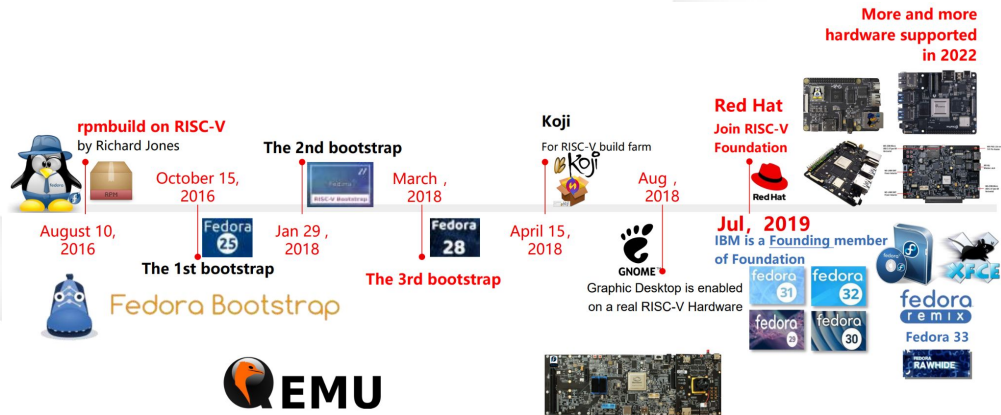 More and more
hardware supported
in 2022
rpmbuild on RISC-V
by Richard Jones
fedora
RPM
October 15,
2016
The 2nd bootstrap
RISC-V Bootstrap
March ,
2018
Koji
For RISC-V build farm
koji
Aug ,
2018
Red Hat
Join RISC-V
Foundation
Red Hat
August 10,
2016
Fedora
25
The 1st bootstrap
Jan 29 ,
2018
Fedora
28
The 3rd bootstrap
April 15,
2018
GNOME
Graphic Desktop is enabled
on a real RISC-V Hardware
Jul, 2019
IBM is a Founding member
of Foundation
fedora
31
fedora
32
fedora
29
fedora
30
XFCE
fedora
remix
Fedora 33
FEDORA
RAWHIDE
Fedora Bootstrap
QEMU